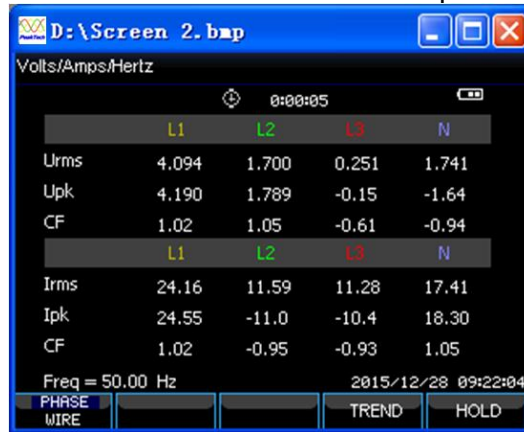 PeakTech D:\Screen 2.bmp
Volts/Amps/Hertz
0:00:05
L1 L2 L3 N
Urms 4.094 1.700 0.251 1.741
Upk 4.190 1.789 -0.15 -1.64
CF 1.02 1.05 -0.61 -0.94
L1 L2 L3 N
Irms 24.16 11.59 11.28 17.41
Ipk 24.55 -11.0 -10.4 18.30
CF 1.02 -0.95 -0.93 1.05
Freq = 50.00 Hz 2015/12/28 09:22:04
PHASE
WIRE TREND HOLD